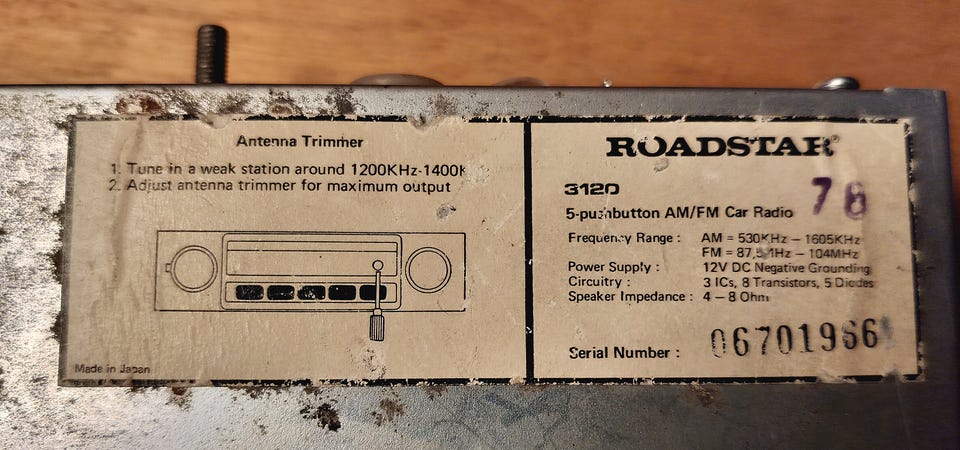 Antenna Trimmer
1. Tune in a weak station around 1200KHz-1400K
2. Adjust antenna trimmer for maximum output
Made in Japan
ROADSTAR®
3120
78
5-pushbutton AM/FM Car Radio
Frequency Range : AM = 530KHz – 1605KHz
FM = 87,5MHz – 104MHz
Power Supply : 12V DC Negative Grounding
Circuitry : 3 ICs, 8 Transistors, 5 Diodes
Speaker Impedance : 4 – 8 Ohm
Serial Number : 06701966